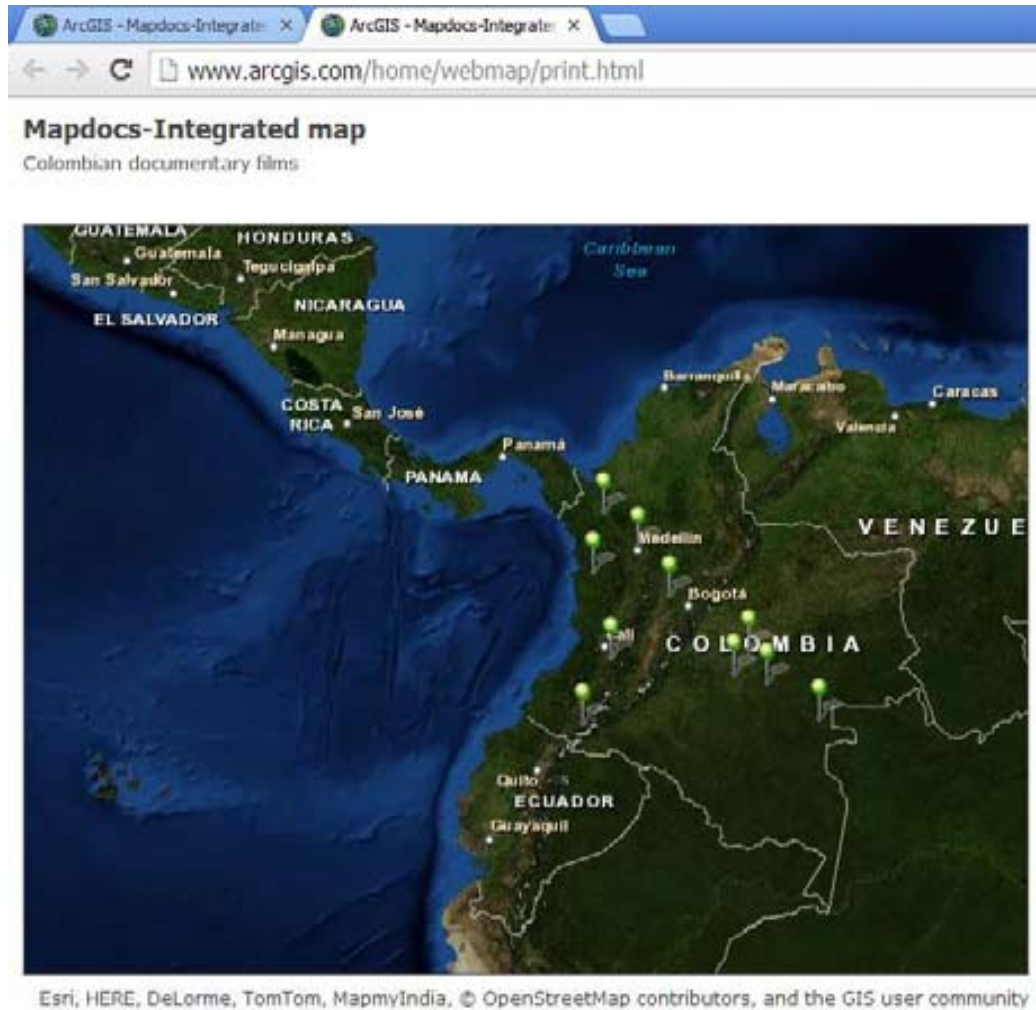 ArcGIS - Mapdocs-Integrate × ArcGIS - Mapdocs-Integrate ×
www.arcgis.com/home/webmap/print.html
Mapdocs-Integrated map
Colombian documentary films
GUATEMALA
Guatemala
HONDURAS
Tegucigalpa
San Salvador
EL SALVADOR
NICARAGUA
Managua
Caribbean
Sea
COSTA
RICA
San José
Panamá
PANAMA
Barranquilla
Maracaibo
Caracas
Valencia
VENEZUE
Medellín
Bogotá
Cali
COLOMBIA
Quito
ECUADOR
Guayaquil
Esri, HERE, DeLorme, TomTom, MapmyIndia, © OpenStreetMap contributors, and the GIS user community